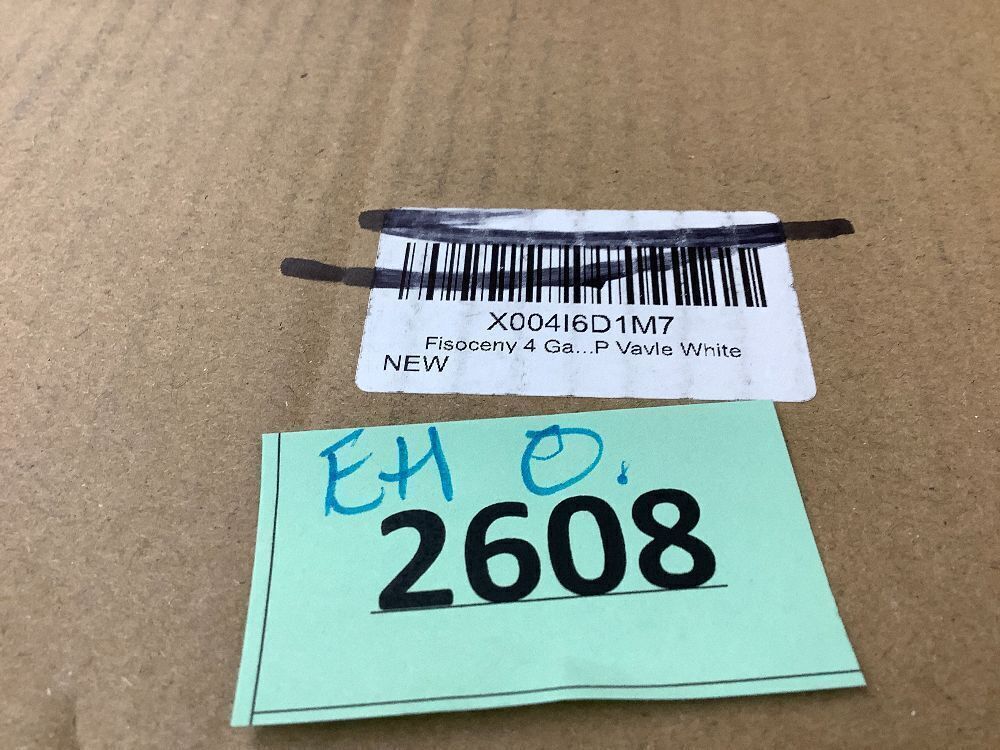 X004I6D1M7
Fisoceny 4 Ga...P Vavle White
NEW
EH O.
2608